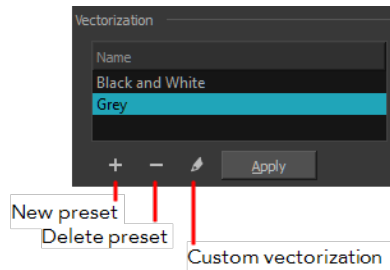 Vectorization
Name
Black and White
Grey
Apply
New preset
Delete preset
Custom vectorization